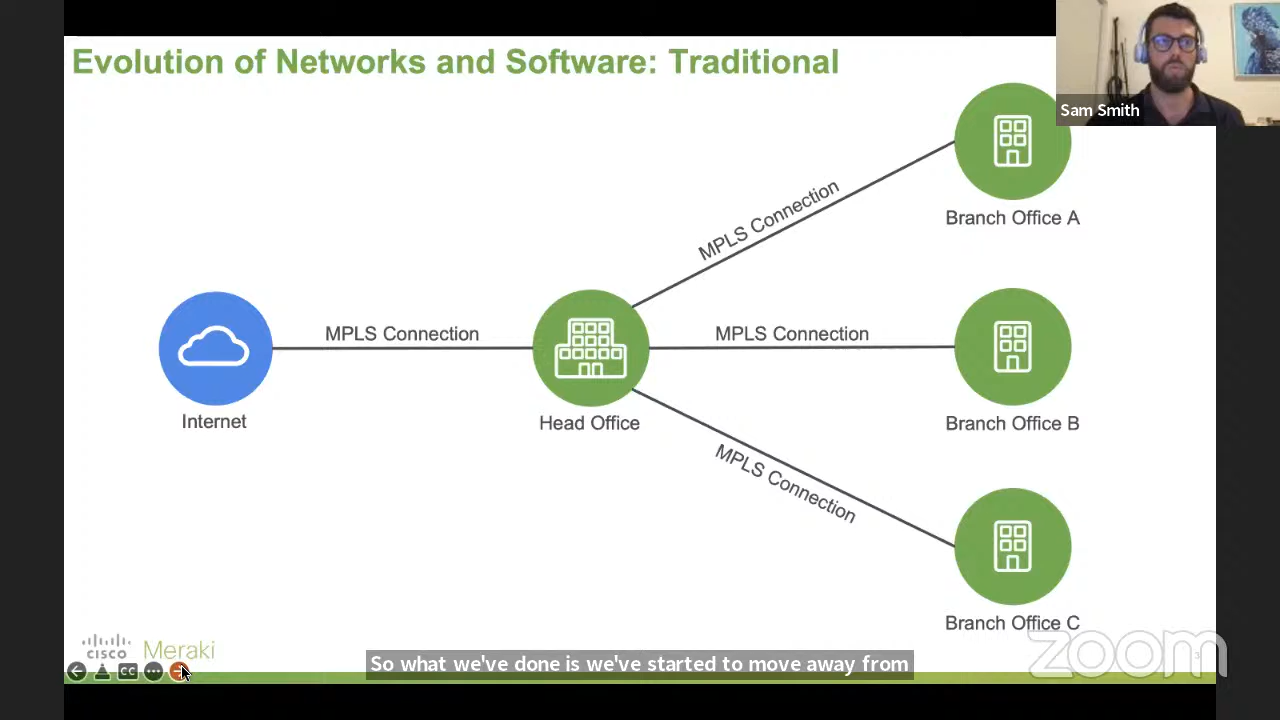 Evolution of Networks and Software: Traditional
Sam Smith
MPLS Connection
Branch Office A
MPLS Connection
MPLS Connection
Internet
Head Office
Branch Office B
MPLS Connection
Branch Office C
CISCO Meraki
CC
So what we've done is we've started to move away from
zoom
3